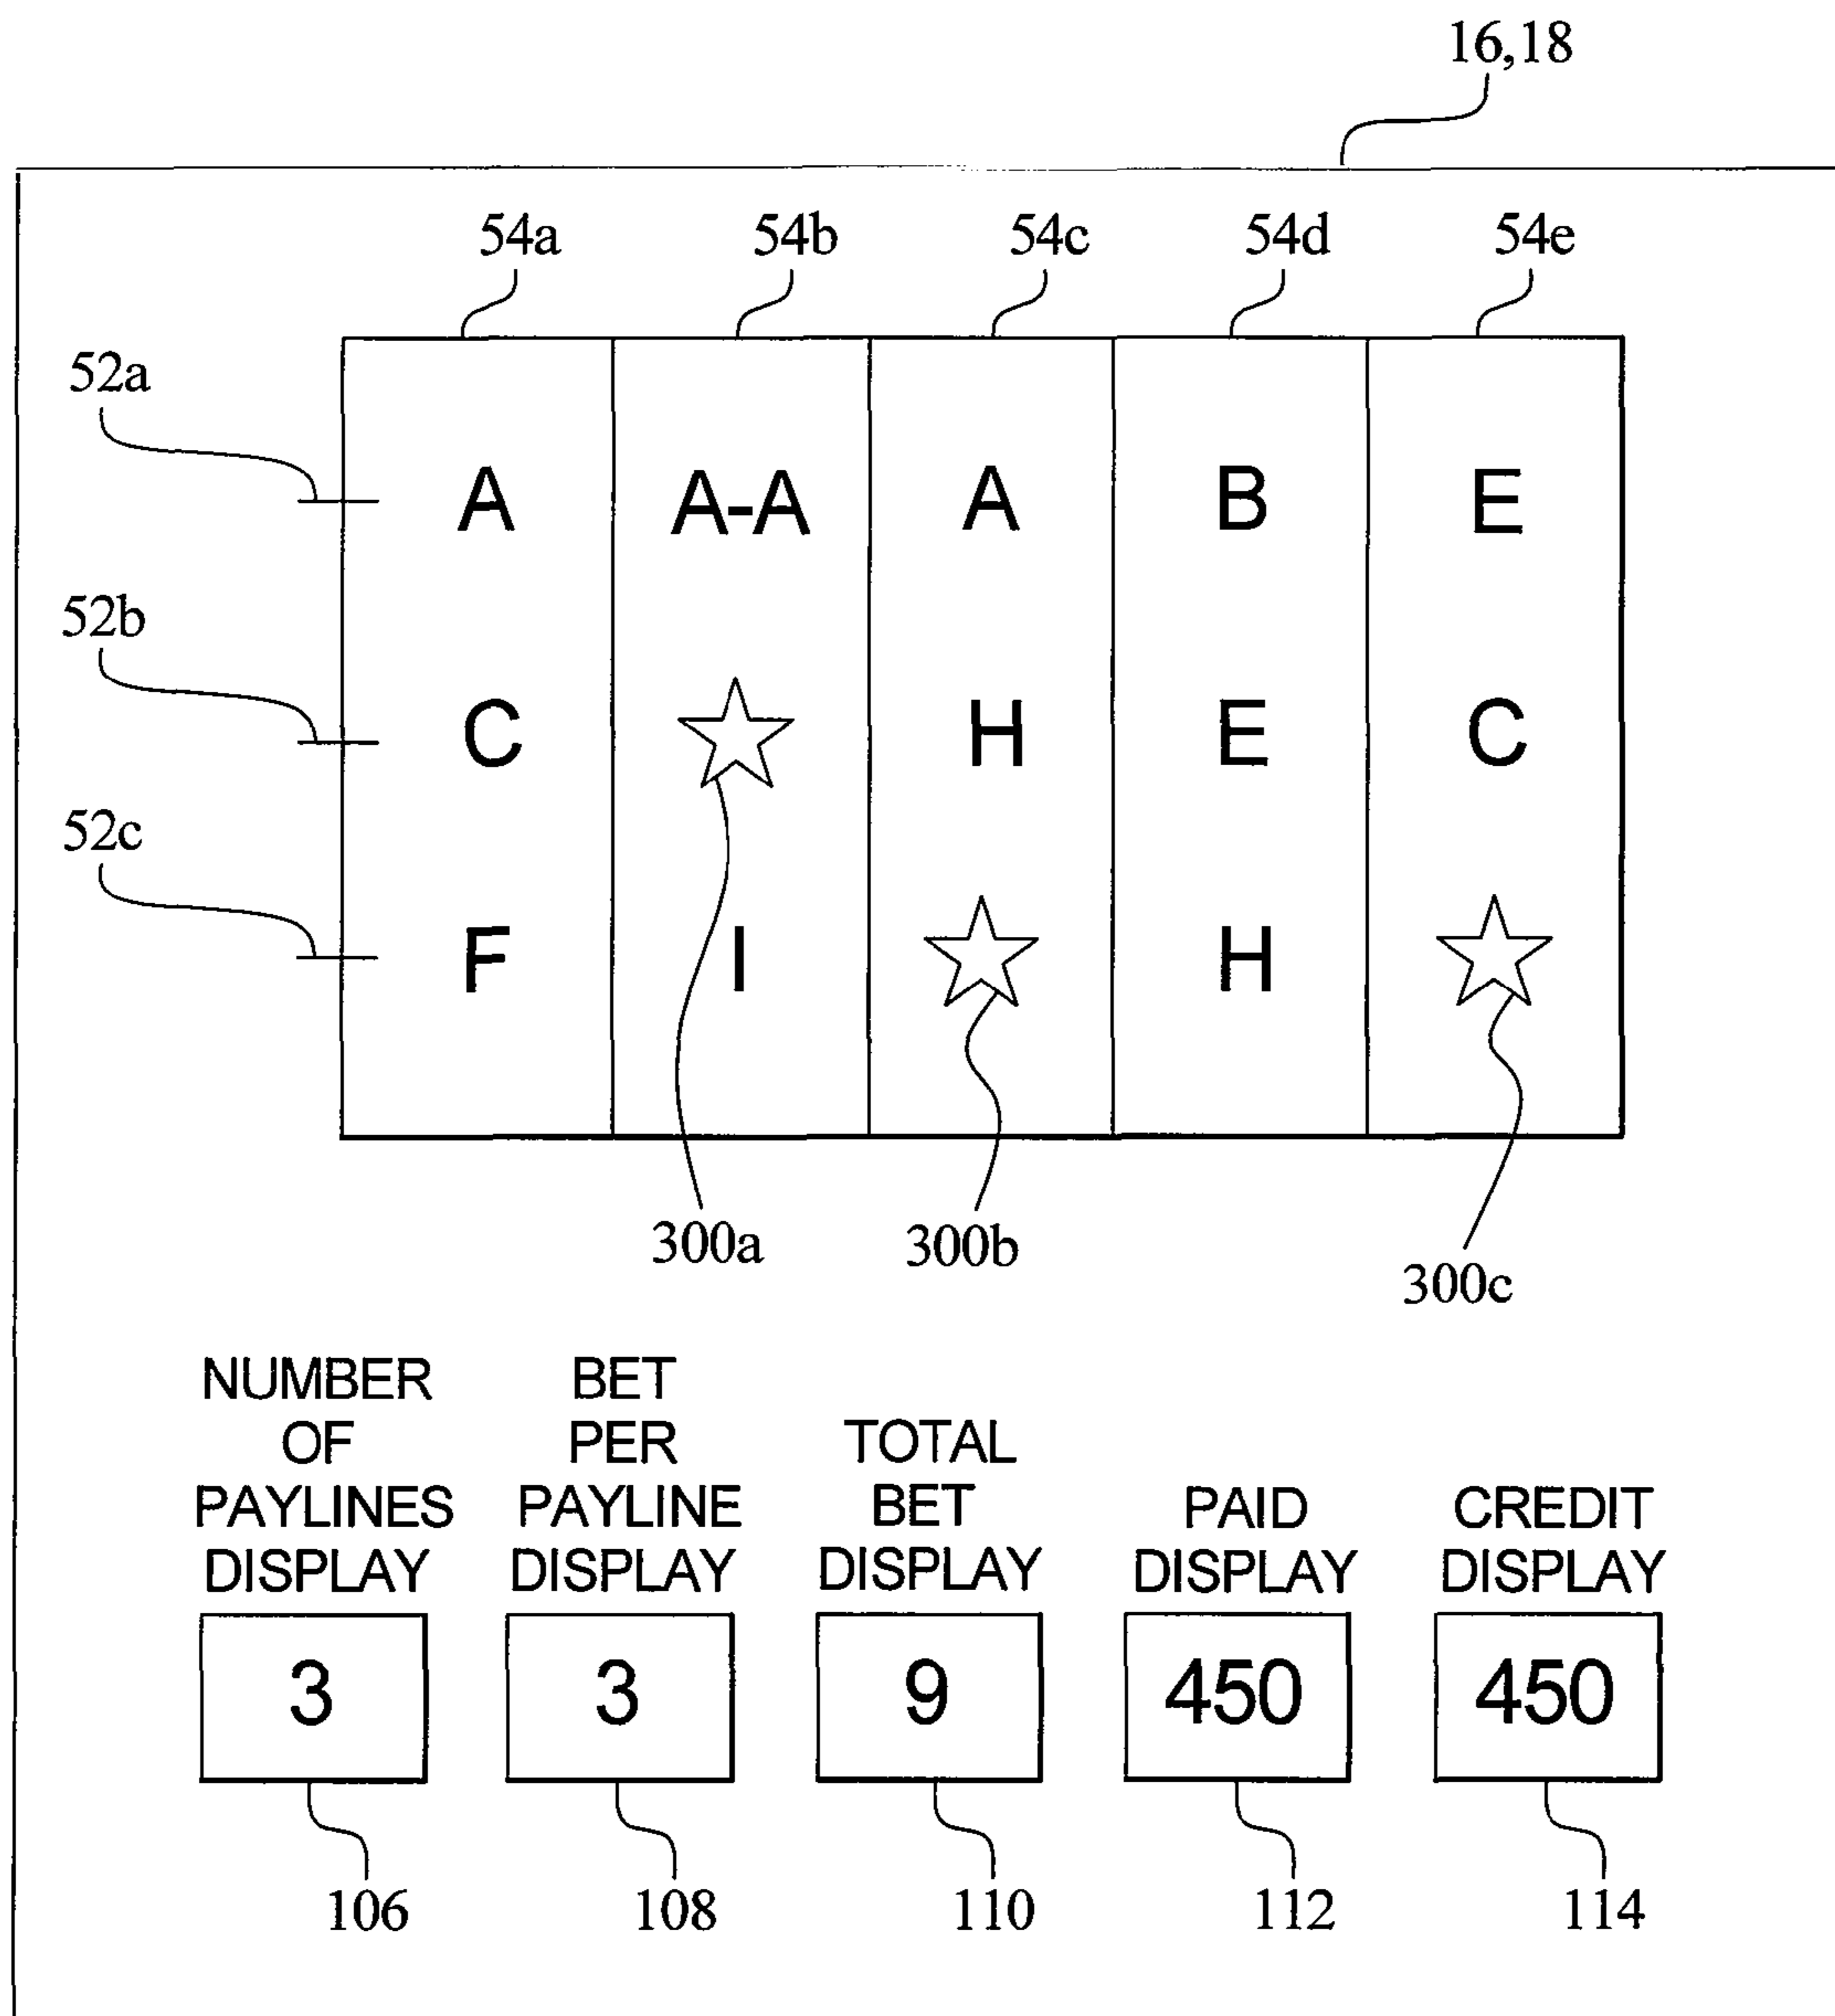 16,18
54a 54b 54c 54d 54e
52a
A A-A A B E
52b
C H E C
52c
F I H
300a 300b
300c
NUMBER OF PAYLINES DISPLAY
BET PER PAYLINE DISPLAY
TOTAL BET DISPLAY
PAID DISPLAY
CREDIT DISPLAY
3 3 9 450 450
106 108 110 112 114